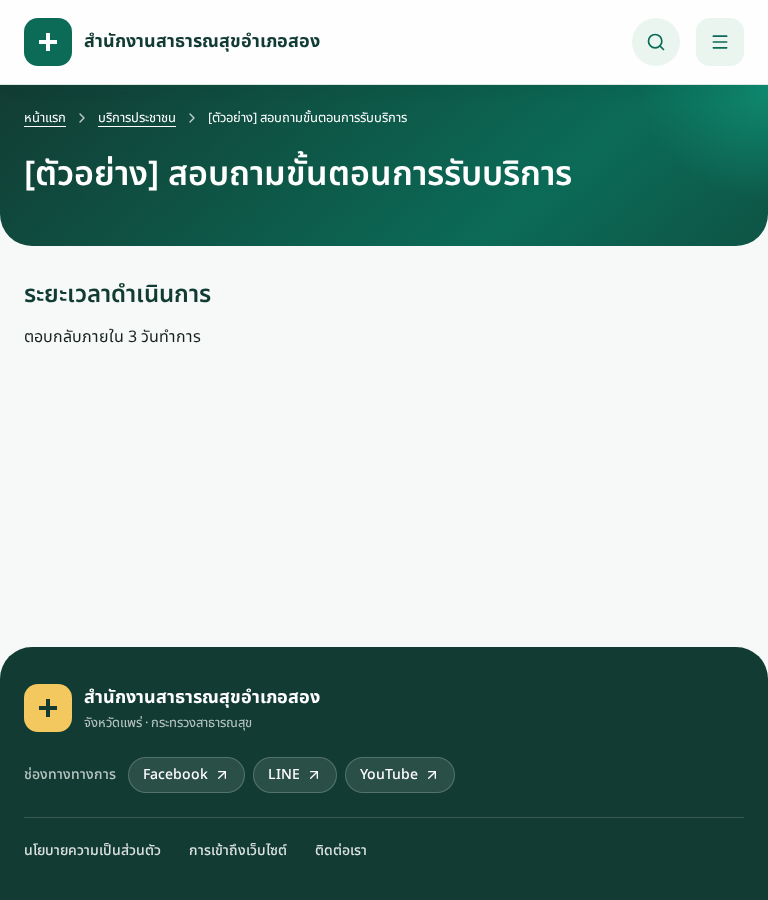 สำนักงานสาธารณสุขอำเภอสอง
หน้าแรก
บริการประชาชน
[ตัวอย่าง] สอบถามขั้นตอนการรับบริการ
[ตัวอย่าง] สอบถามขั้นตอนการรับบริการ
ระยะเวลาดำเนินการ
ตอบกลับภายใน 3 วันทำการ
สำนักงานสาธารณสุขอำเภอสอง
จังหวัดแพร่ · กระทรวงสาธารณสุข
ช่องทางทางการ
Facebook
LINE
YouTube
นโยบายความเป็นส่วนตัว
การเข้าถึงเว็บไซต์
ติดต่อเรา